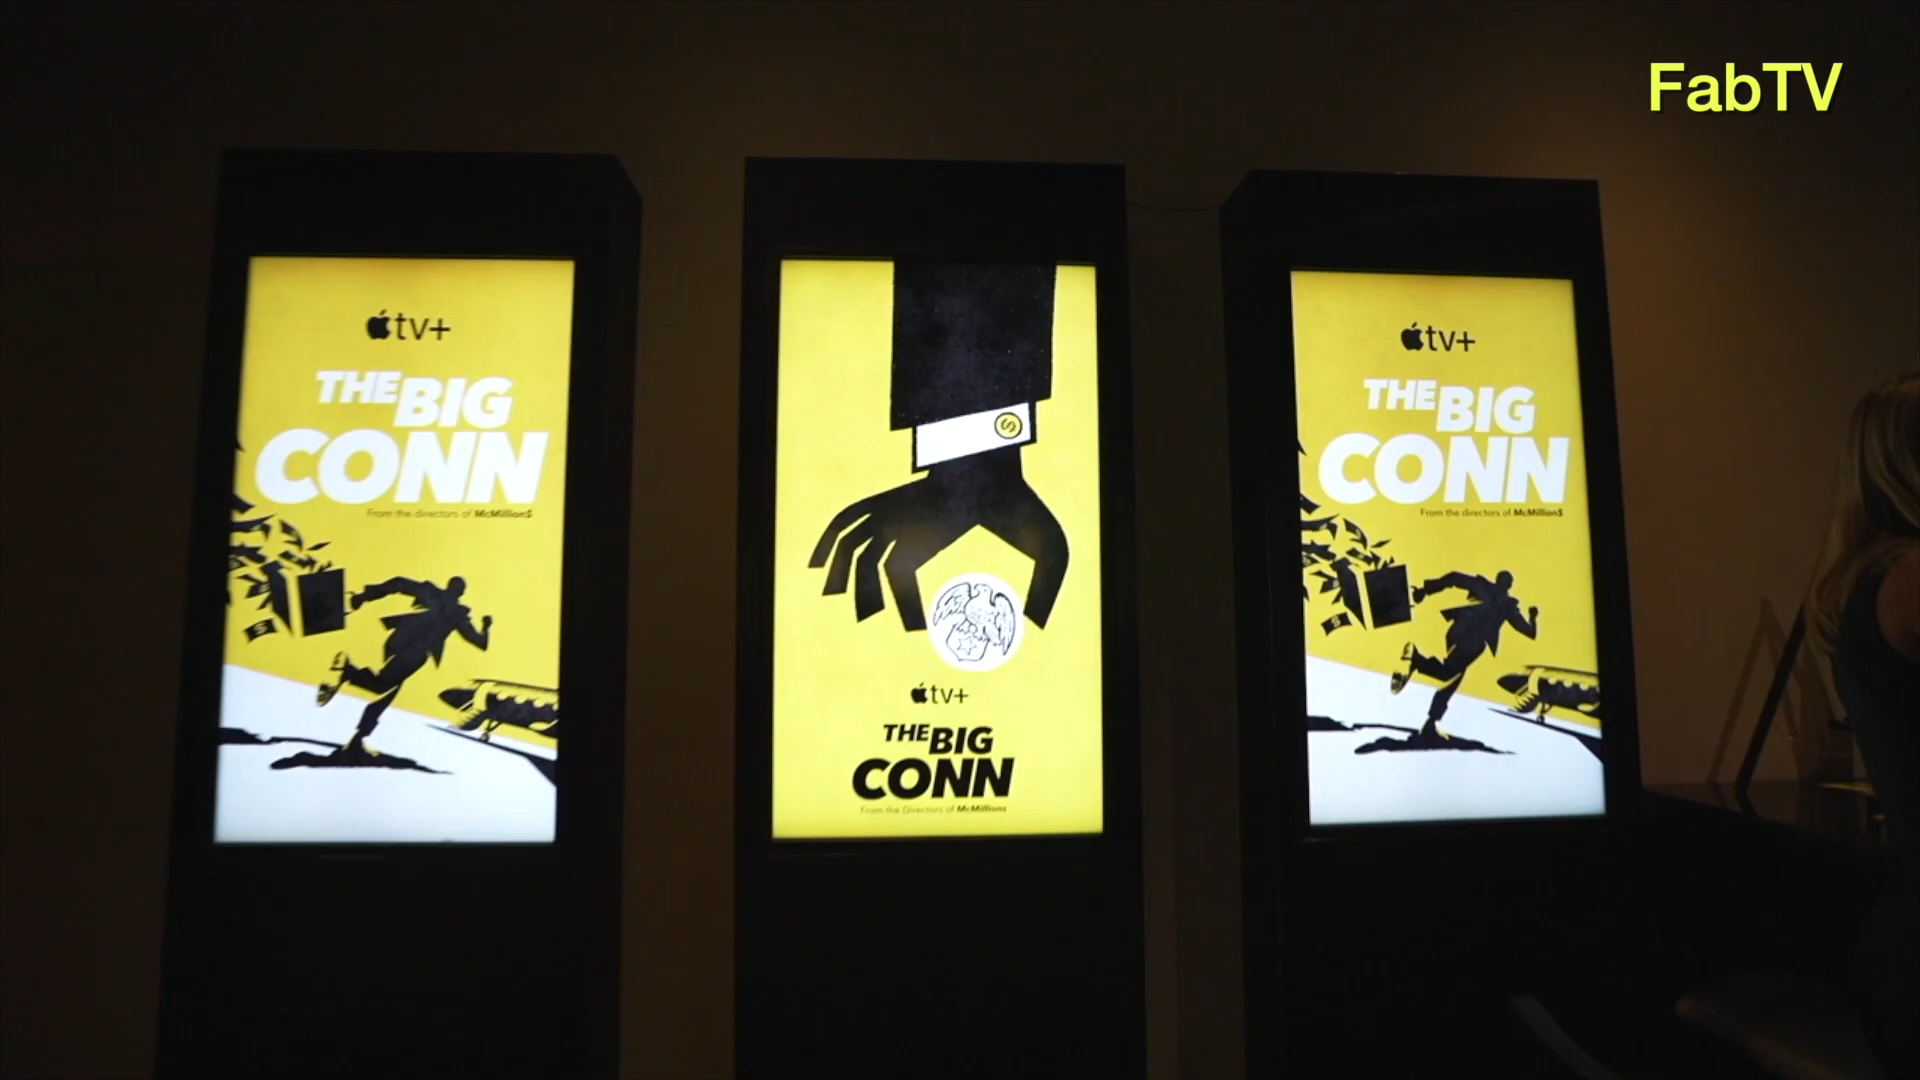 FabTV
tv+
THE BIG
CONN
From the directors of McMillion$
tv+
THE BIG
CONN
From the Directors of McMillions
tv+
THE BIG
CONN
From the directors of McMillion$